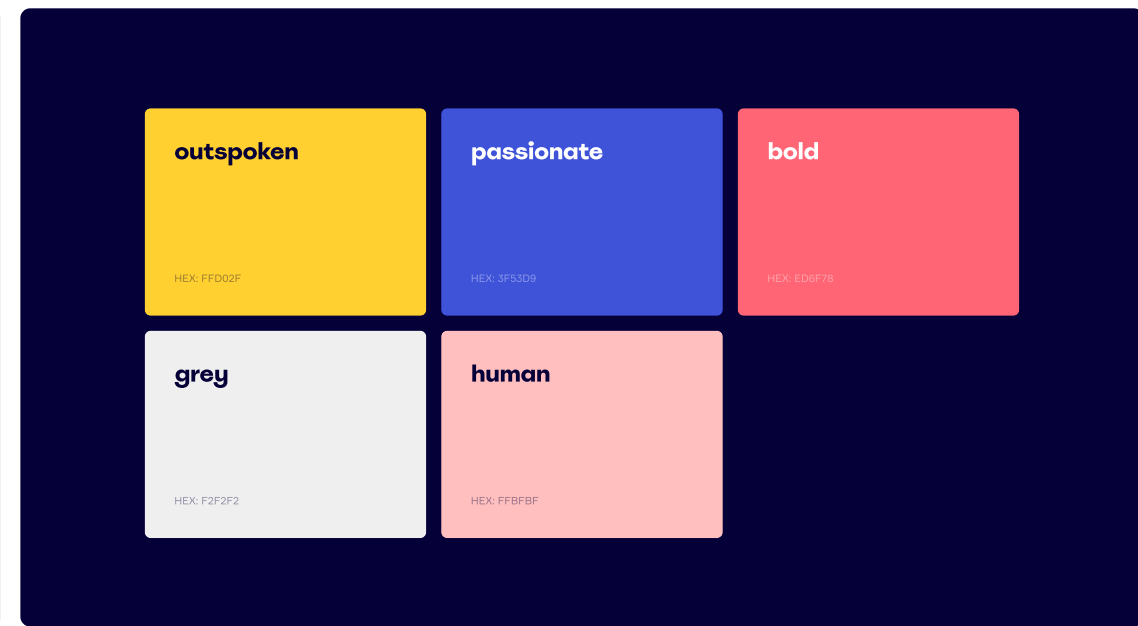 outspoken
HEX: FFD02F
passionate
HEX: 3F53D9
bold
HEX: ED6F78
grey
HEX: F2F2F2
human
HEX: FFBFBF